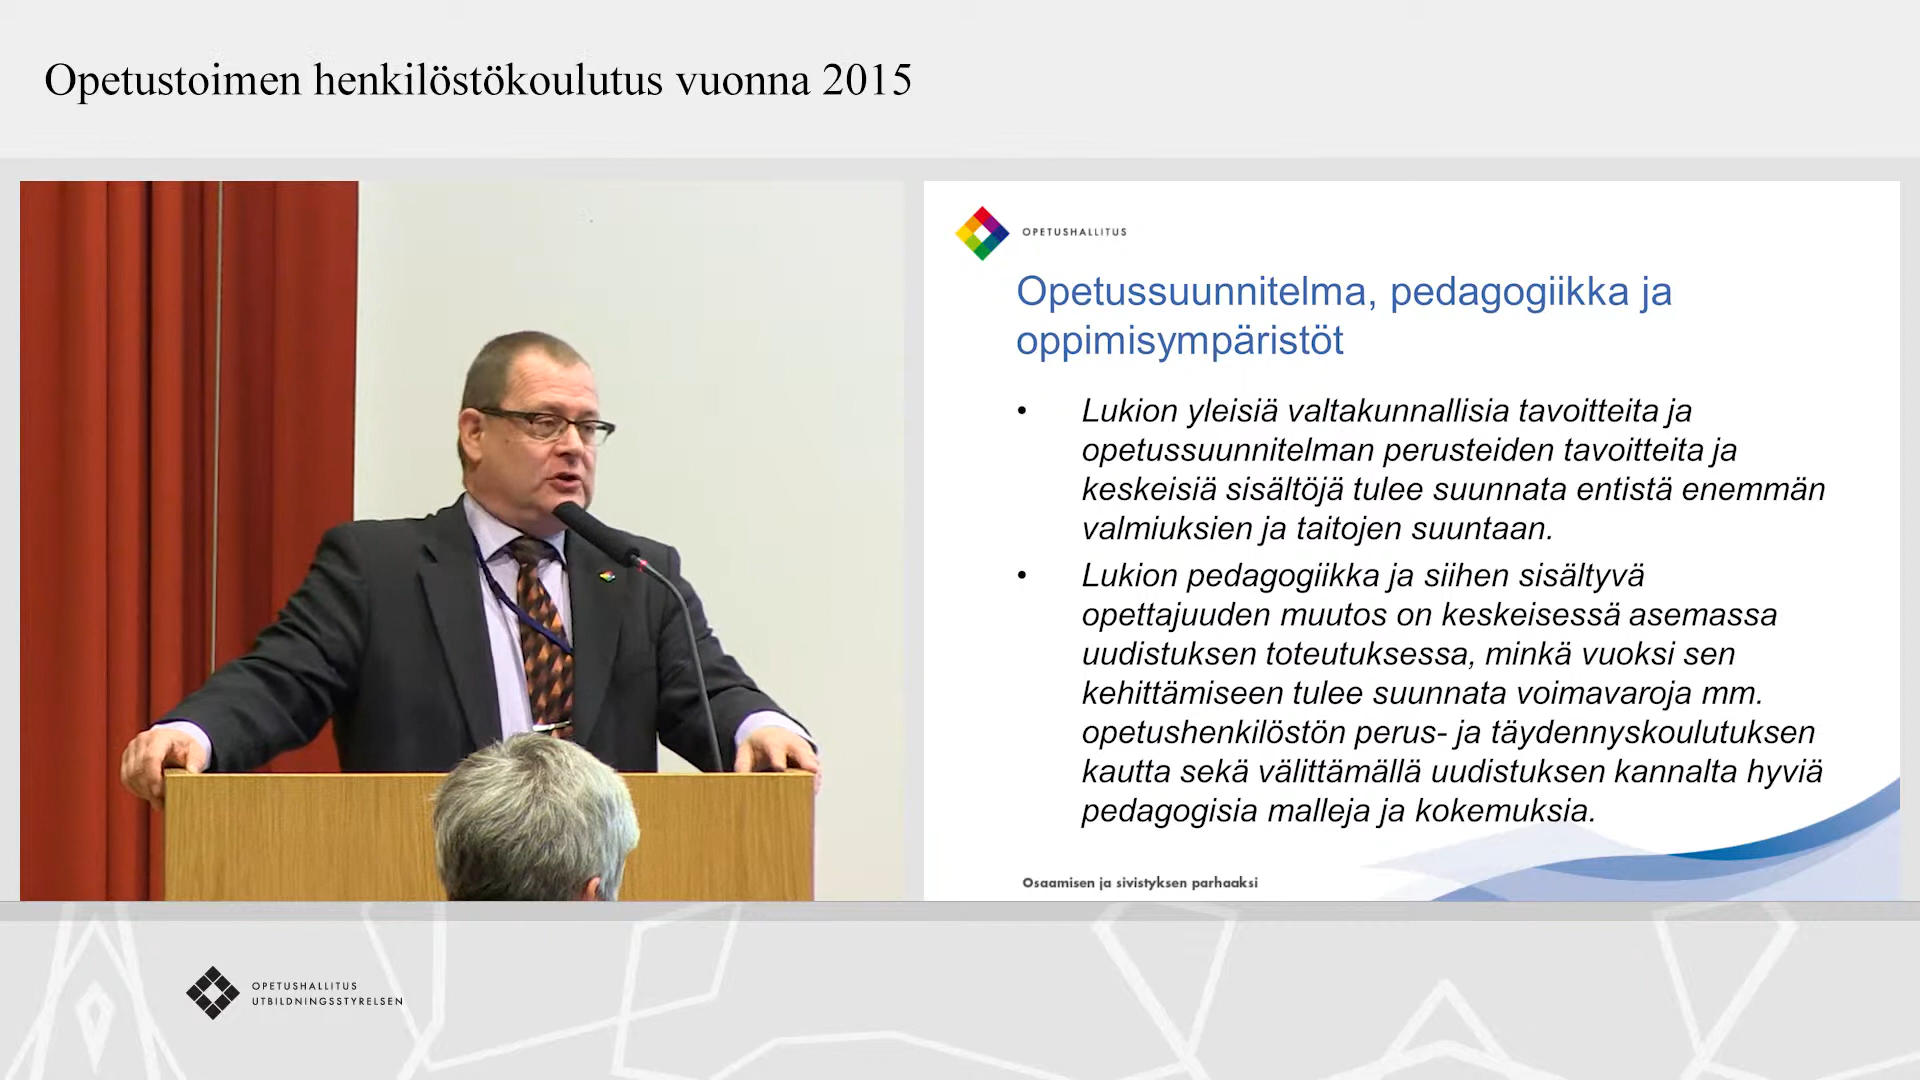 Opetustoimen henkilöstökoulutus vuonna 2015
OPETUSHALLITUS
Opetussuunnitelma, pedagogiikka ja
oppimisympäristöt
• Lukion yleisiä valtakunnallisia tavoitteita ja
opetussuunnitelman perusteiden tavoitteita ja
keskeisiä sisältöjä tulee suunnata entistä enemmän
valmiuksien ja taitojen suuntaan.
• Lukion pedagogiikka ja siihen sisältyvä
opettajuuden muutos on keskeisessä asemassa
uudistuksen toteutuksessa, minkä vuoksi sen
kehittämiseen tulee suunnata voimavaroja mm.
opetushenkilöstön perus- ja täydennyskoulutuksen
kautta sekä välittämällä uudistuksen kannalta hyviä
pedagogisia malleja ja kokemuksia.
Osaamisen ja sivistyksen parhaaksi
OPETUSHALLITUS
UTBILDNINGSSTYRELSEN